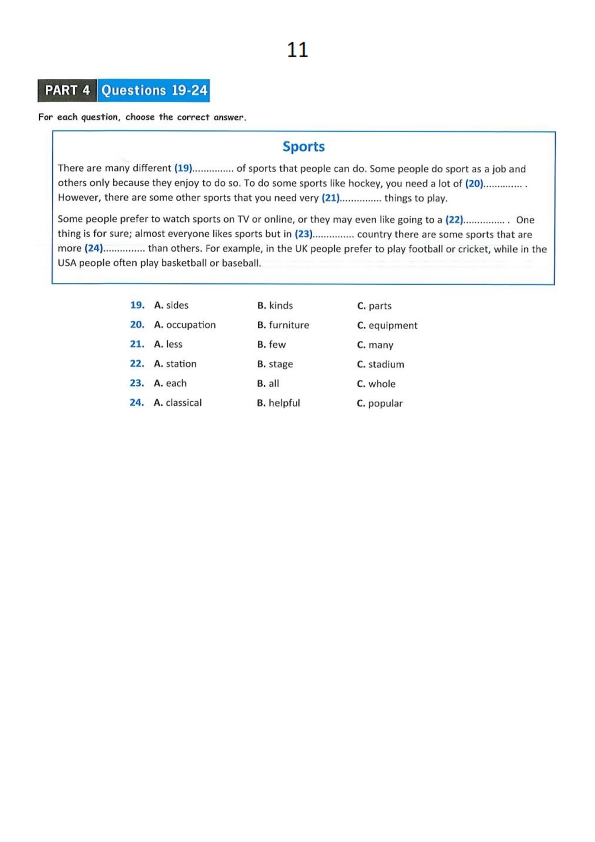 11
PART 4 Questions 19-24
For each question, choose the correct answer.
Sports
There are many different (19)............... of sports that people can do. Some people do sport as a job and
others only because they enjoy to do so. To do some sports like hockey, you need a lot of (20)............... .
However, there are some other sports that you need very (21)............... things to play.
Some people prefer to watch sports on TV or online, or they may even like going to a (22)............... . One
thing is for sure; almost everyone likes sports but in (23)............... country there are some sports that are
more (24)............... than others. For example, in the UK people prefer to play football or cricket, while in the
USA people often play basketball or baseball.
19. A. sides B. kinds C. parts
20. A. occupation B. furniture C. equipment
21. A. less B. few C. many
22. A. station B. stage C. stadium
23. A. each B. all C. whole
24. A. classical B. helpful C. popular